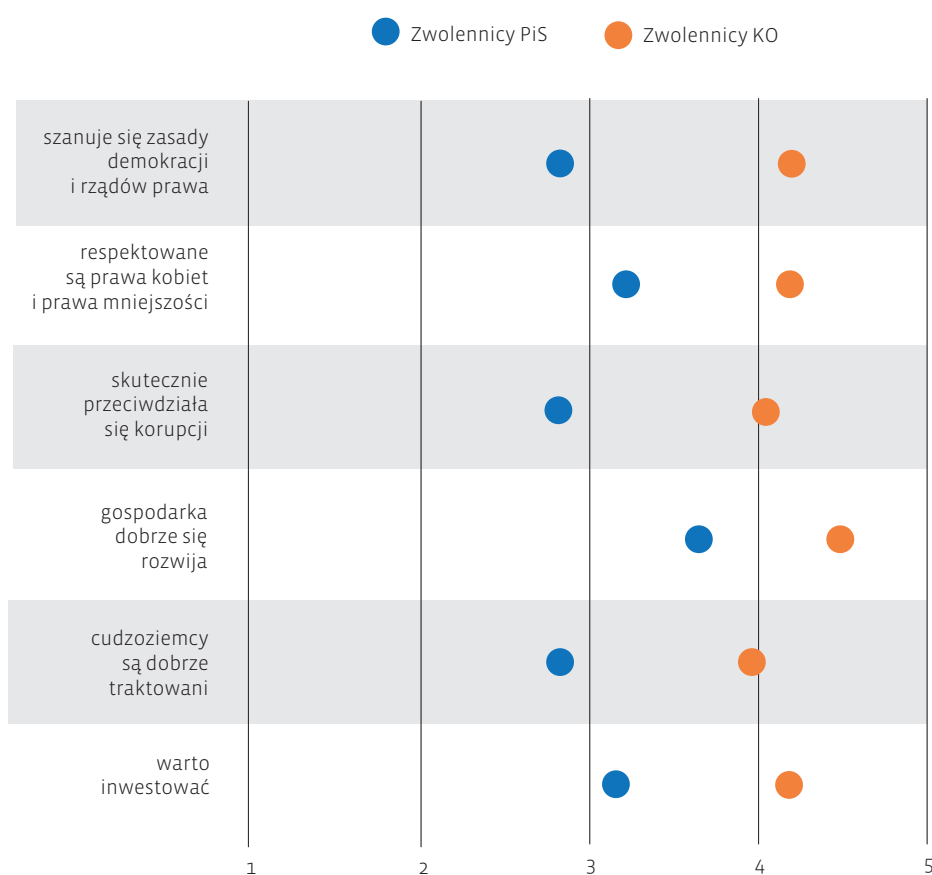 Zwolennicy PiS
Zwolennicy KO
szanuje się zasady
demokracji
i rządów prawa
respektowane
są prawa kobiet
i prawa mniejszości
skutecznie
przeciwdziała
się korupcji
gospodarka
dobrze się
rozwija
cudzoziemcy
są dobrze
traktowani
warto
inwestować
1 2 3 4 5